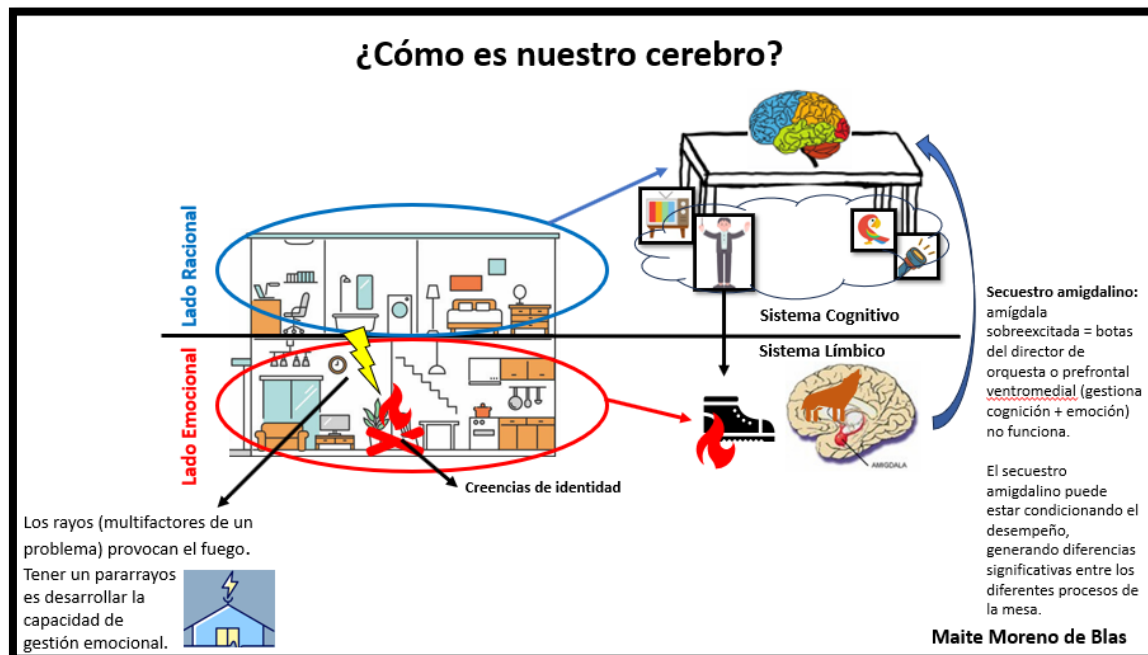 ¿Cómo es nuestro cerebro?
Lado Racional
Lado Emocional
Sistema Cognitivo
Sistema Límbico
AMIGDALA
Creencias de identidad
Los rayos (multifactores de un
problema) provocan el fuego.
Tener un pararrayos
es desarrollar la
capacidad de
gestión emocional.
Secuestro amigdalino:
amígdala
sobreexcitada = botas
del director de
orquesta o prefrontal
ventromedial (gestiona
cognición + emoción)
no funciona.
El secuestro
amigdalino puede
estar condicionando el
desempeño,
generando diferencias
significativas entre los
diferentes procesos de
la mesa.
Maite Moreno de Blas